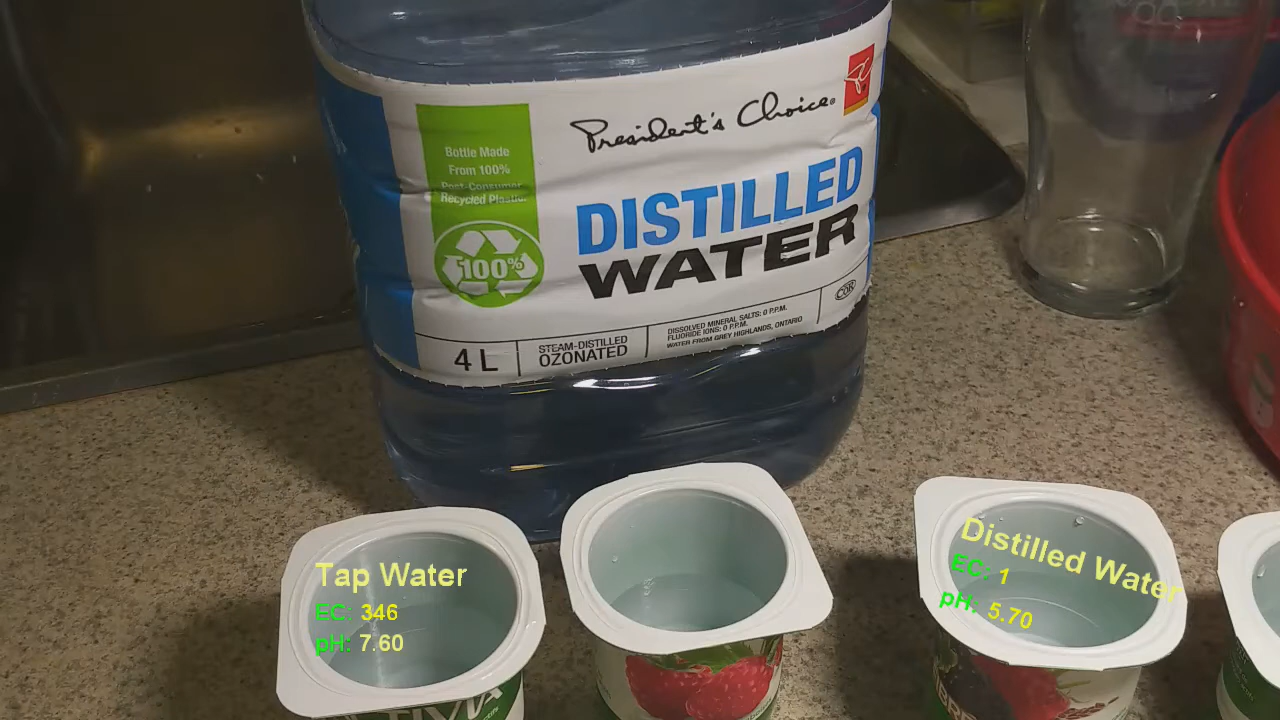 President's Choice
Bottle Made
From 100%
Post-Consumer
Recycled Plastic
100%
DISTILLED
WATER
COR
4 L
STEAM-DISTILLED
OZONATED
DISSOLVED MINERAL SALTS: 0 P.P.M.
FLUORIDE IONS: 0 P.P.M.
WATER FROM GREY HIGHLANDS, ONTARIO
Tap Water
EC: 346
pH: 7.60
Distilled Water
EC: 1
pH: 5.70